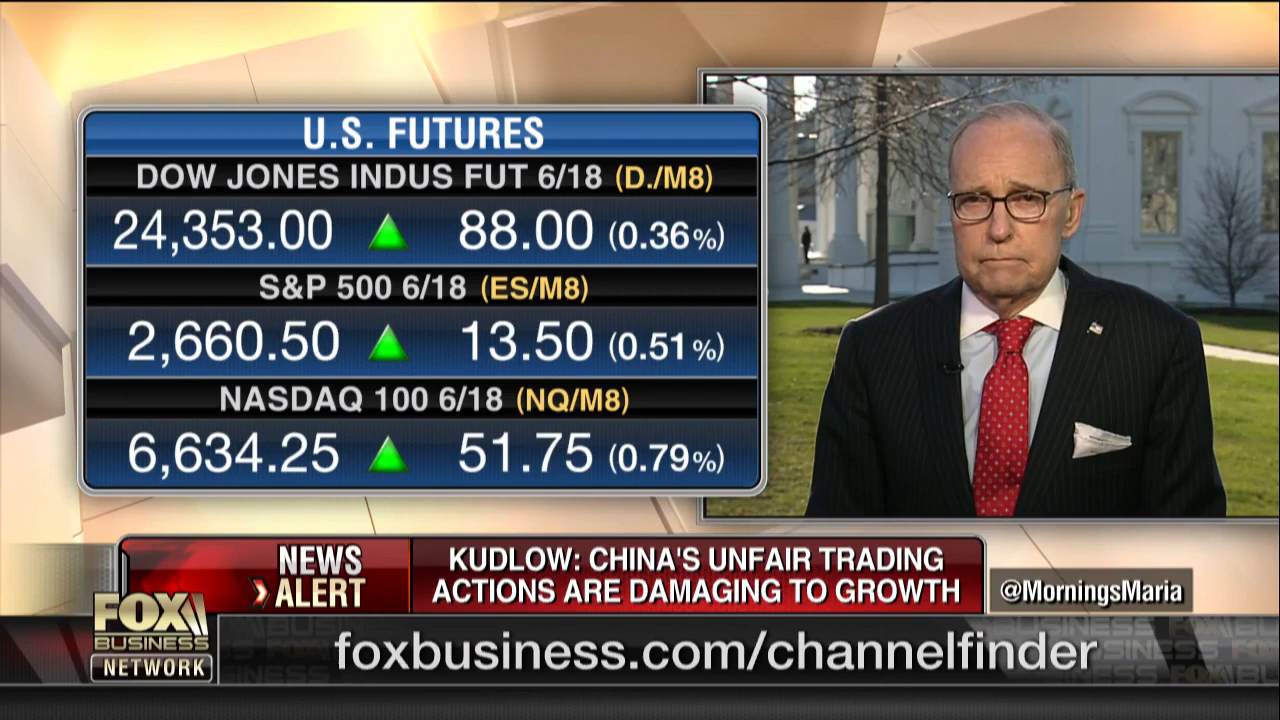 U.S. FUTURES
DOW JONES INDUS FUT 6/18 (D./M8)
24,353.00 ▲ 88.00 (0.36%)
S&P 500 6/18 (ES/M8)
2,660.50 ▲ 13.50 (0.51%)
NASDAQ 100 6/18 (NQ/M8)
6,634.25 ▲ 51.75 (0.79%)
NEWS
ALERT
KUDLOW: CHINA'S UNFAIR TRADING
ACTIONS ARE DAMAGING TO GROWTH
@MorningsMaria
FOX
BUSINESS
NETWORK
foxbusiness.com/channelfinder